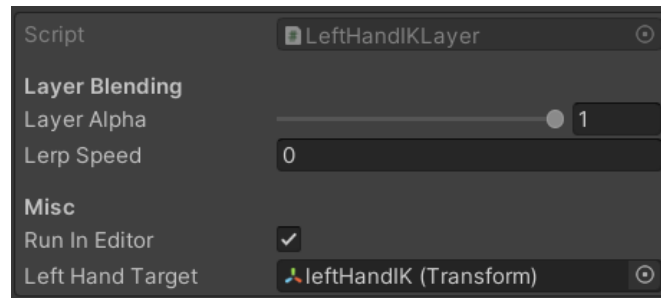 Script LeftHandIKLayer
Layer Blending
Layer Alpha 1
Lerp Speed 0
Misc
Run In Editor
Left Hand Target leftHandIK (Transform)